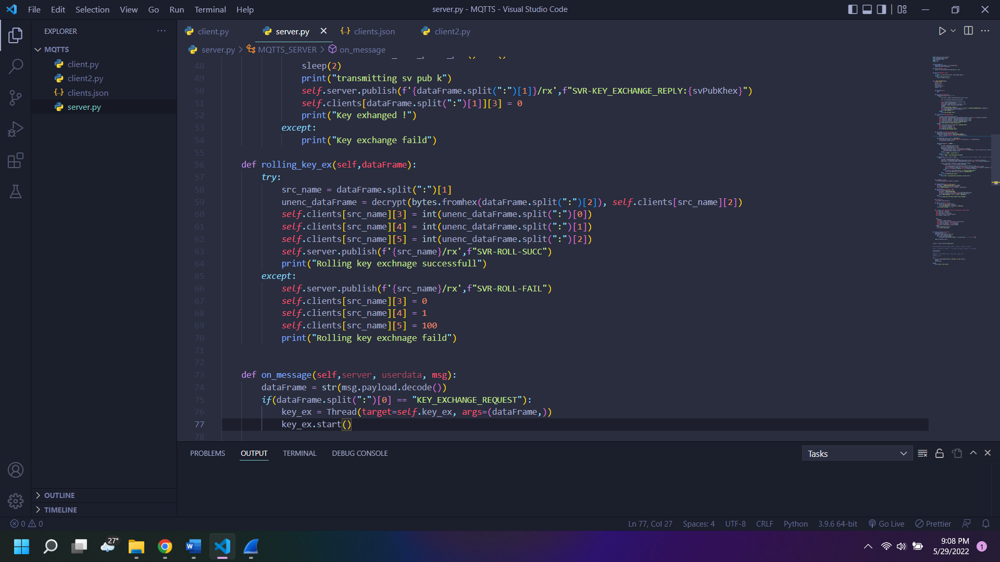 File Edit Selection View Go Run Terminal Help
server.py - MQTTS - Visual Studio Code
EXPLORER
MQTTS
client.py
client2.py
clients.json
server.py
OUTLINE
TIMELINE
client.py server.py clients.json client2.py
server.py > MQTTS_SERVER > on_message
48 sleep(2)
49 print("transmitting sv pub k")
50 self.server.publish(f'{dataFrame.split(":")[1]}/rx',f"SVR-KEY_EXCHANGE_REPLY:{svPubKhex}")
51 self.clients[dataFrame.split(":")[1]][3] = 0
52 print("Key exhanged !")
53 except:
54 print("Key exchange faild")
55
56 def rolling_key_ex(self,dataFrame):
57 try:
58 src_name = dataFrame.split(":")[1]
59 unenc_dataFrame = decrypt(bytes.fromhex(dataFrame.split(":")[2]), self.clients[src_name][2])
60 self.clients[src_name][3] = int(unenc_dataFrame.split(":")[0])
61 self.clients[src_name][4] = int(unenc_dataFrame.split(":")[1])
62 self.clients[src_name][5] = int(unenc_dataFrame.split(":")[2])
63 self.server.publish(f'{src_name}/rx',f"SVR-ROLL-SUCC")
64 print("Rolling key exchnage successfull")
65 except:
66 self.server.publish(f'{src_name}/rx',f"SVR-ROLL-FAIL")
67 self.clients[src_name][3] = 0
68 self.clients[src_name][4] = 1
69 self.clients[src_name][5] = 100
70 print("Rolling key exchnage faild")
71
72
73 def on_message(self,server, userdata, msg):
74 dataFrame = str(msg.payload.decode())
75 if(dataFrame.split(":")[0] == "KEY_EXCHANGE_REQUEST"):
76 key_ex = Thread(target=self.key_ex, args=(dataFrame,))
77 key_ex.start()
78
PROBLEMS OUTPUT TERMINAL DEBUG CONSOLE
Tasks
0 0
Ln 77, Col 27 Spaces: 4 UTF-8 CRLF Python 3.9.6 64-bit Go Live Prettier
27°
9:08 PM
5/29/2022
1